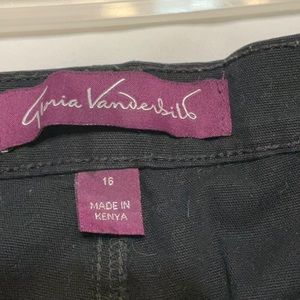 Gloria Vanderbilt
16
MADE IN
KENYA